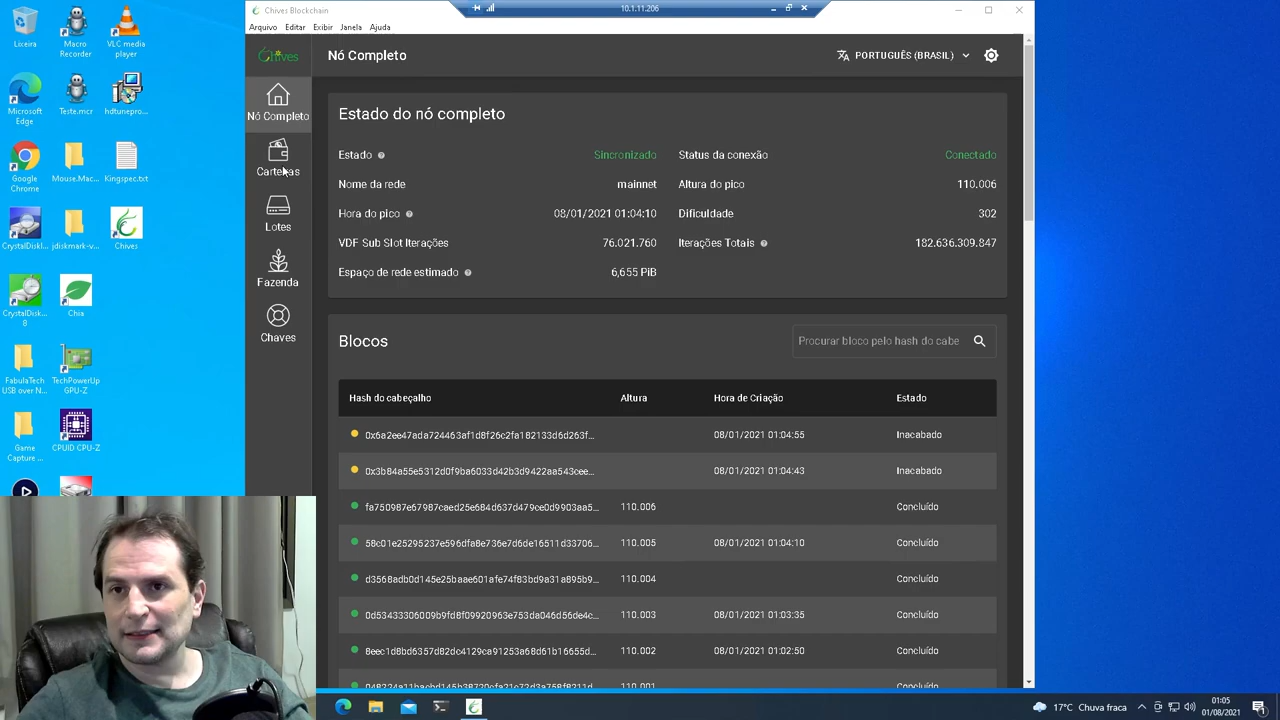 Chives Blockchain
10.1.11.206
Arquivo Editar Exibir Janela Ajuda
Chives
Nó Completo
PORTUGUÊS (BRASIL)
Nó Completo
Carteiras
Lotes
Fazenda
Chaves
Estado do nó completo
Estado Sincronizado
Status da conexão Conectado
Nome da rede mainnet
Altura do pico 110.006
Hora do pico 08/01/2021 01:04:10
Dificuldade 302
VDF Sub Slot Iterações 76.021.760
Iterações Totais 182.636.309.847
Espaço de rede estimado 6,655 PiB
Blocos
Procurar bloco pelo hash do cabe
Hash do cabeçalho Altura Hora de Criação Estado
0x6a2ee47ada724463af1d8f26c2fa182133d6d263f... 08/01/2021 01:04:55 Inacabado
0x3b84a55e5312d0f9ba6033d42b3d9422aa543cee... 08/01/2021 01:04:43 Inacabado
fa750987e67987caed25e684d637d479ce0d9903aa5... 110.006 Concluído
58c01e25295237e596dfa8e736e7d6de16511d33706... 110.005 08/01/2021 01:04:10 Concluído
d3568adb0d145e25baae601afe74f83bd9a31a895b9... 110.004 Concluído
0d53433306009b9fd8f09920963e753da046d56de4c... 110.003 08/01/2021 01:03:35 Concluído
8eec1d8bd6357d82dc4129ca91253a68d61b16655d... 110.002 08/01/2021 01:02:50 Concluído
110.001
Lixeira
Macro
Recorder
VLC media
player
Microsoft
Edge
Teste.mcr
hdtunepro...
Google
Chrome
Mouse.Mac...
Kingspec.txt
CrystalDiskI...
jdiskmark-v...
Chives
CrystalDisk...
8
Chia
FabulaTech
USB over N...
TechPowerUp
GPU-Z
Game
Capture ...
CPUID CPU-Z
17°C Chuva fraca
01:05
01/08/2021